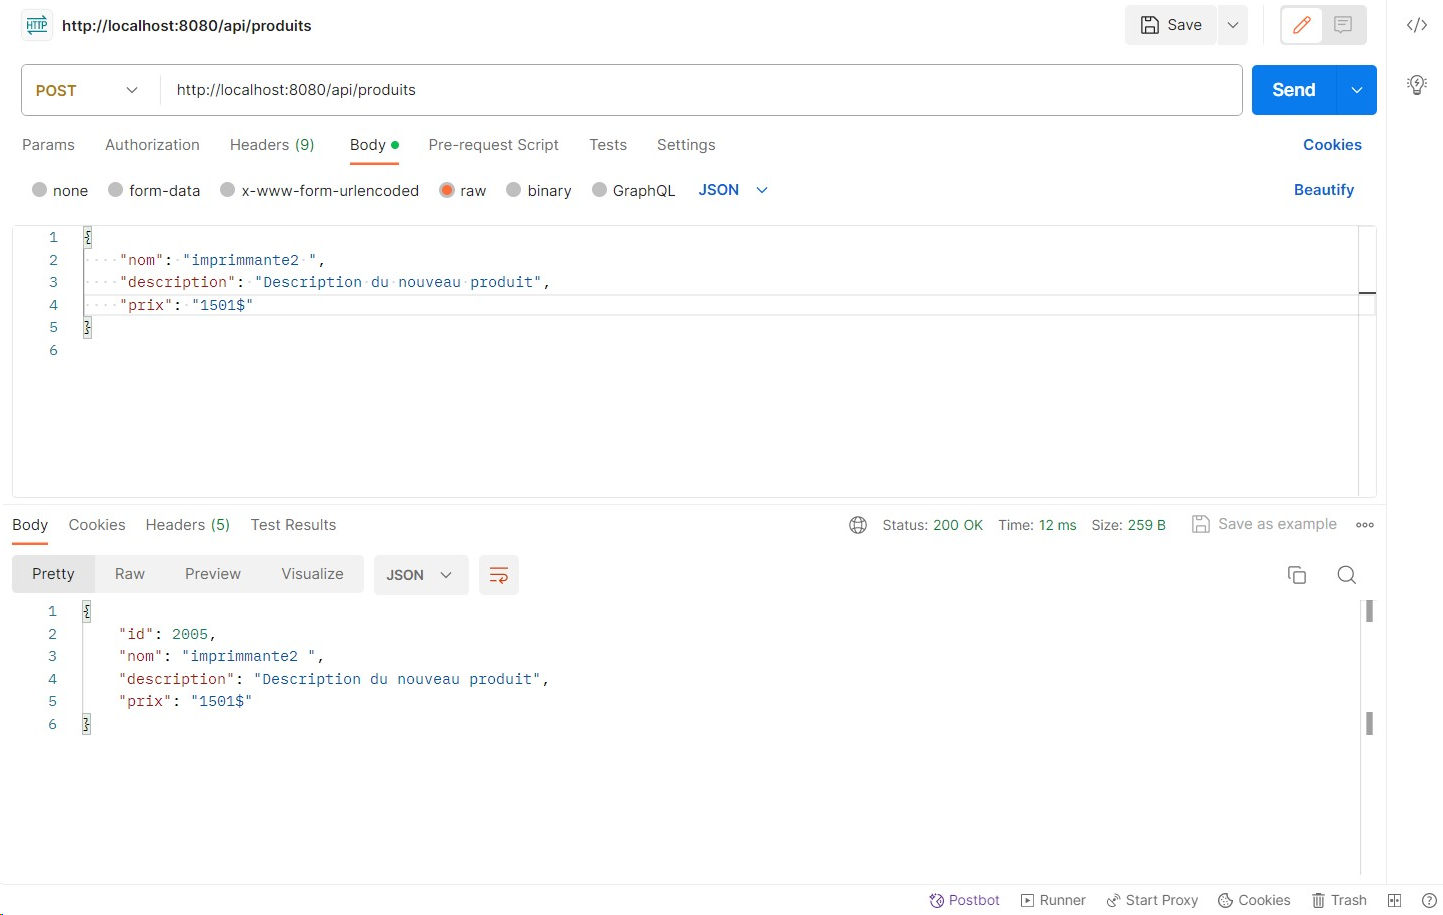 HTTP http://localhost:8080/api/produits Save
POST http://localhost:8080/api/produits Send
Params Authorization Headers (9) Body Pre-request Script Tests Settings Cookies
none form-data x-www-form-urlencoded raw binary GraphQL JSON Beautify
1 {
2 "nom": "imprimmante2 ",
3 "description": "Description du nouveau produit",
4 "prix": "1501$"
5 }
6
Body Cookies Headers (5) Test Results Status: 200 OK Time: 12 ms Size: 259 B Save as example
Pretty Raw Preview Visualize JSON
1 {
2 "id": 2005,
3 "nom": "imprimmante2 ",
4 "description": "Description du nouveau produit",
5 "prix": "1501$"
6 }
Postbot Runner Start Proxy Cookies Trash